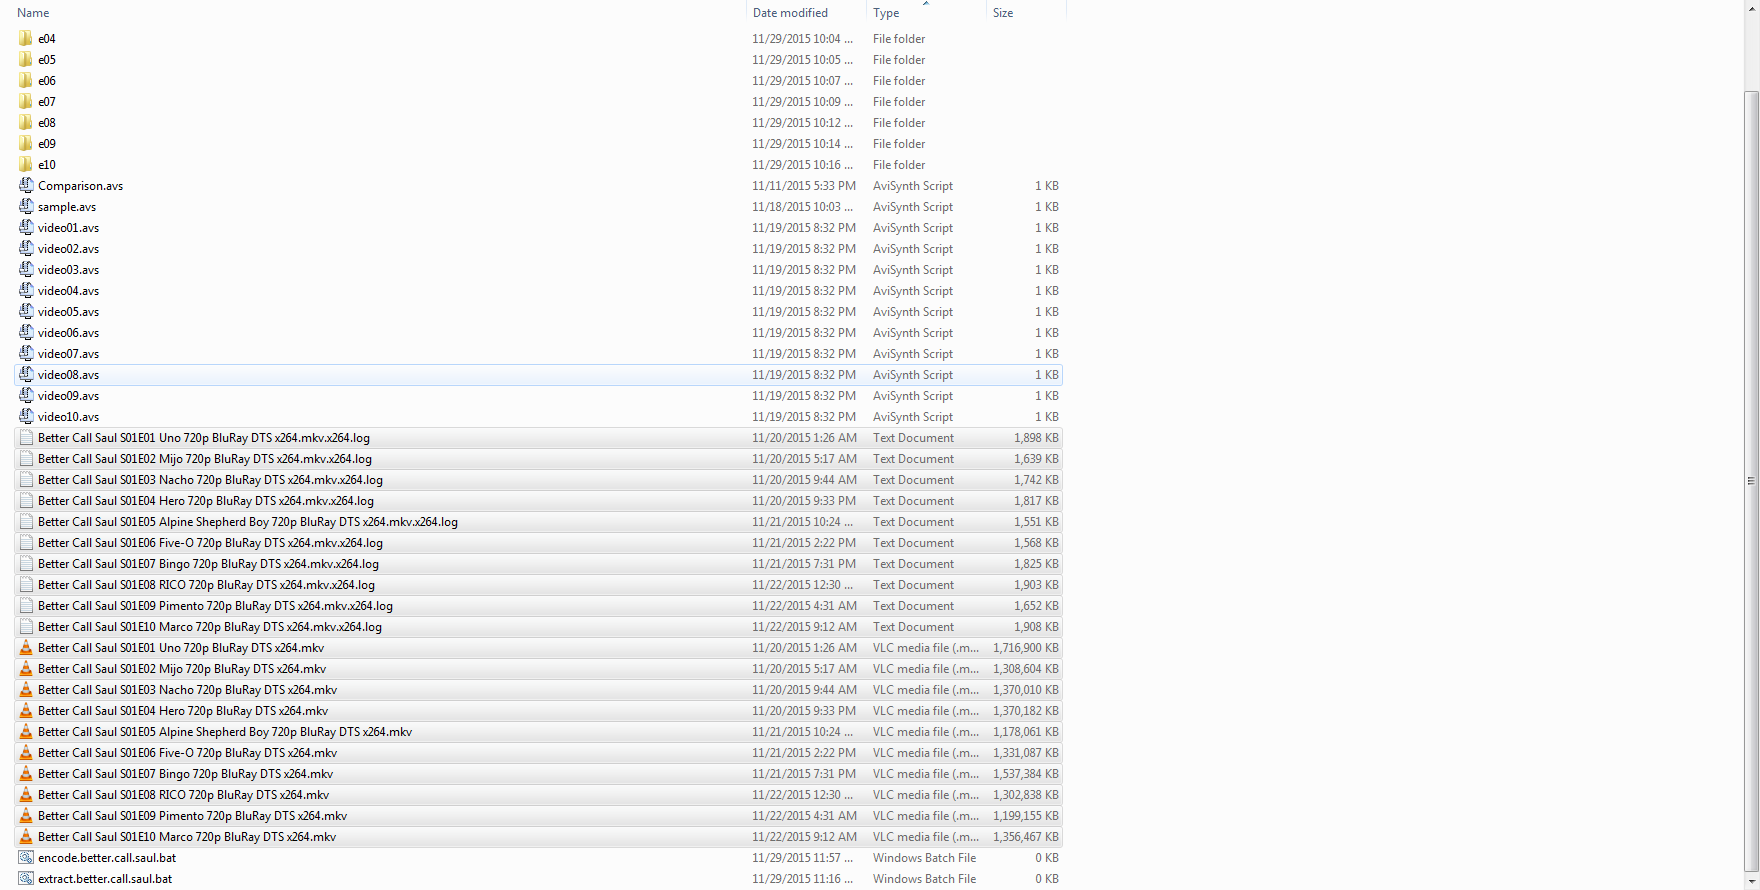 Name Date modified Type Size
e04 11/29/2015 10:04 ... File folder
e05 11/29/2015 10:05 ... File folder
e06 11/29/2015 10:07 ... File folder
e07 11/29/2015 10:09 ... File folder
e08 11/29/2015 10:12 ... File folder
e09 11/29/2015 10:14 ... File folder
e10 11/29/2015 10:16 ... File folder
Comparison.avs 11/11/2015 5:33 PM AviSynth Script 1 KB
sample.avs 11/18/2015 10:03 ... AviSynth Script 1 KB
video01.avs 11/19/2015 8:32 PM AviSynth Script 1 KB
video02.avs 11/19/2015 8:32 PM AviSynth Script 1 KB
video03.avs 11/19/2015 8:32 PM AviSynth Script 1 KB
video04.avs 11/19/2015 8:32 PM AviSynth Script 1 KB
video05.avs 11/19/2015 8:32 PM AviSynth Script 1 KB
video06.avs 11/19/2015 8:32 PM AviSynth Script 1 KB
video07.avs 11/19/2015 8:32 PM AviSynth Script 1 KB
video08.avs 11/19/2015 8:32 PM AviSynth Script 1 KB
video09.avs 11/19/2015 8:32 PM AviSynth Script 1 KB
video10.avs 11/19/2015 8:32 PM AviSynth Script 1 KB
Better Call Saul S01E01 Uno 720p BluRay DTS x264.mkv.x264.log 11/20/2015 1:26 AM Text Document 1,898 KB
Better Call Saul S01E02 Mijo 720p BluRay DTS x264.mkv.x264.log 11/20/2015 5:17 AM Text Document 1,639 KB
Better Call Saul S01E03 Nacho 720p BluRay DTS x264.mkv.x264.log 11/20/2015 9:44 AM Text Document 1,742 KB
Better Call Saul S01E04 Hero 720p BluRay DTS x264.mkv.x264.log 11/20/2015 9:33 PM Text Document 1,817 KB
Better Call Saul S01E05 Alpine Shepherd Boy 720p BluRay DTS x264.mkv.x264.log 11/21/2015 10:24 ... Text Document 1,551 KB
Better Call Saul S01E06 Five-O 720p BluRay DTS x264.mkv.x264.log 11/21/2015 2:22 PM Text Document 1,568 KB
Better Call Saul S01E07 Bingo 720p BluRay DTS x264.mkv.x264.log 11/21/2015 7:31 PM Text Document 1,825 KB
Better Call Saul S01E08 RICO 720p BluRay DTS x264.mkv.x264.log 11/22/2015 12:30 ... Text Document 1,903 KB
Better Call Saul S01E09 Pimento 720p BluRay DTS x264.mkv.x264.log 11/22/2015 4:31 AM Text Document 1,652 KB
Better Call Saul S01E10 Marco 720p BluRay DTS x264.mkv.x264.log 11/22/2015 9:12 AM Text Document 1,908 KB
Better Call Saul S01E01 Uno 720p BluRay DTS x264.mkv 11/20/2015 1:26 AM VLC media file (.m... 1,716,900 KB
Better Call Saul S01E02 Mijo 720p BluRay DTS x264.mkv 11/20/2015 5:17 AM VLC media file (.m... 1,308,604 KB
Better Call Saul S01E03 Nacho 720p BluRay DTS x264.mkv 11/20/2015 9:44 AM VLC media file (.m... 1,370,010 KB
Better Call Saul S01E04 Hero 720p BluRay DTS x264.mkv 11/20/2015 9:33 PM VLC media file (.m... 1,370,182 KB
Better Call Saul S01E05 Alpine Shepherd Boy 720p BluRay DTS x264.mkv 11/21/2015 10:24 ... VLC media file (.m... 1,178,061 KB
Better Call Saul S01E06 Five-O 720p BluRay DTS x264.mkv 11/21/2015 2:22 PM VLC media file (.m... 1,331,087 KB
Better Call Saul S01E07 Bingo 720p BluRay DTS x264.mkv 11/21/2015 7:31 PM VLC media file (.m... 1,537,384 KB
Better Call Saul S01E08 RICO 720p BluRay DTS x264.mkv 11/22/2015 12:30 ... VLC media file (.m... 1,302,838 KB
Better Call Saul S01E09 Pimento 720p BluRay DTS x264.mkv 11/22/2015 4:31 AM VLC media file (.m... 1,199,155 KB
Better Call Saul S01E10 Marco 720p BluRay DTS x264.mkv 11/22/2015 9:12 AM VLC media file (.m... 1,356,467 KB
encode.better.call.saul.bat 11/29/2015 11:57 ... Windows Batch File 0 KB
extract.better.call.saul.bat 11/29/2015 11:16 ... Windows Batch File 0 KB